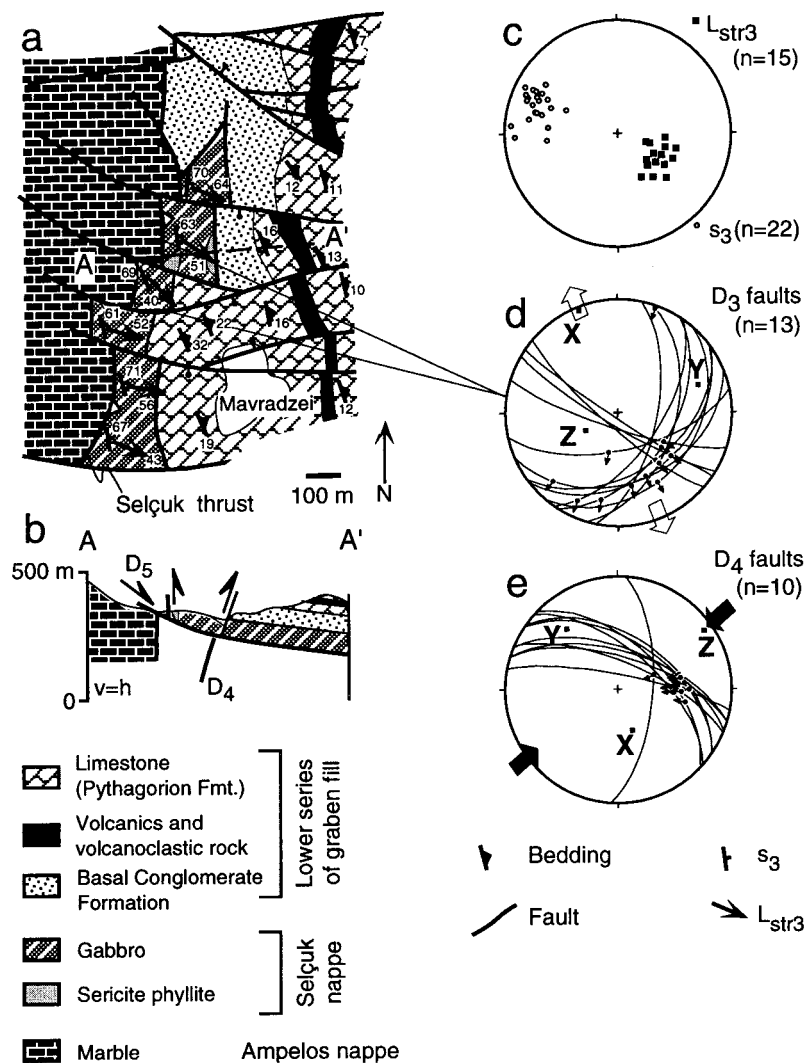 a
7
70
64
12
11
63
16
A
A'
51
13
69
40
10
61
52
22
16
32
71
56
Mavradzei
12
67
19
43
Selçuk thrust
100 m
N
b
A
A'
D5
500 m
D4
0
v=h
Limestone
(Pythagorion Fmt.)
Volcanics and
volcanoclastic rock
Basal Conglomerate
Formation
Lower series
of graben fill
Gabbro
Sericite phyllite
Selçuk
nappe
Marble
Ampelos nappe
c
Lstr3
(n=15)
s3(n=22)
d
D3 faults
(n=13)
X
Y
Z
e
D4 faults
(n=10)
Y
Z
X
Bedding
s3
Fault
Lstr3